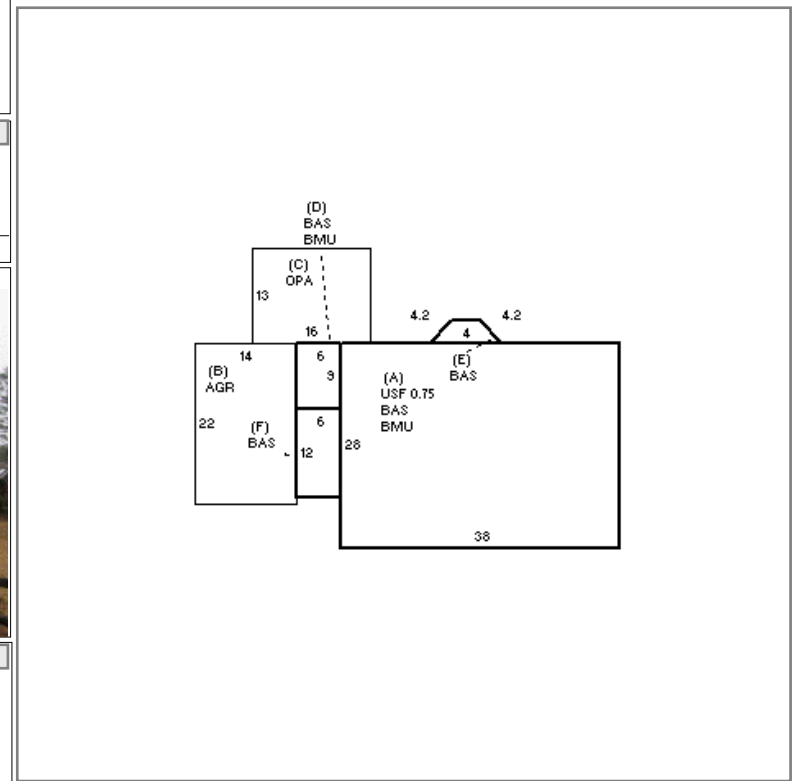 (D)
BAS
BMU
(C)
OPA
13
16
4.2
4.2
4
14
(B)
AGR
22
6
9
(A)
USF 0.75
BAS
BMU
(E)
BAS
(F)
BAS
6
12
28
38